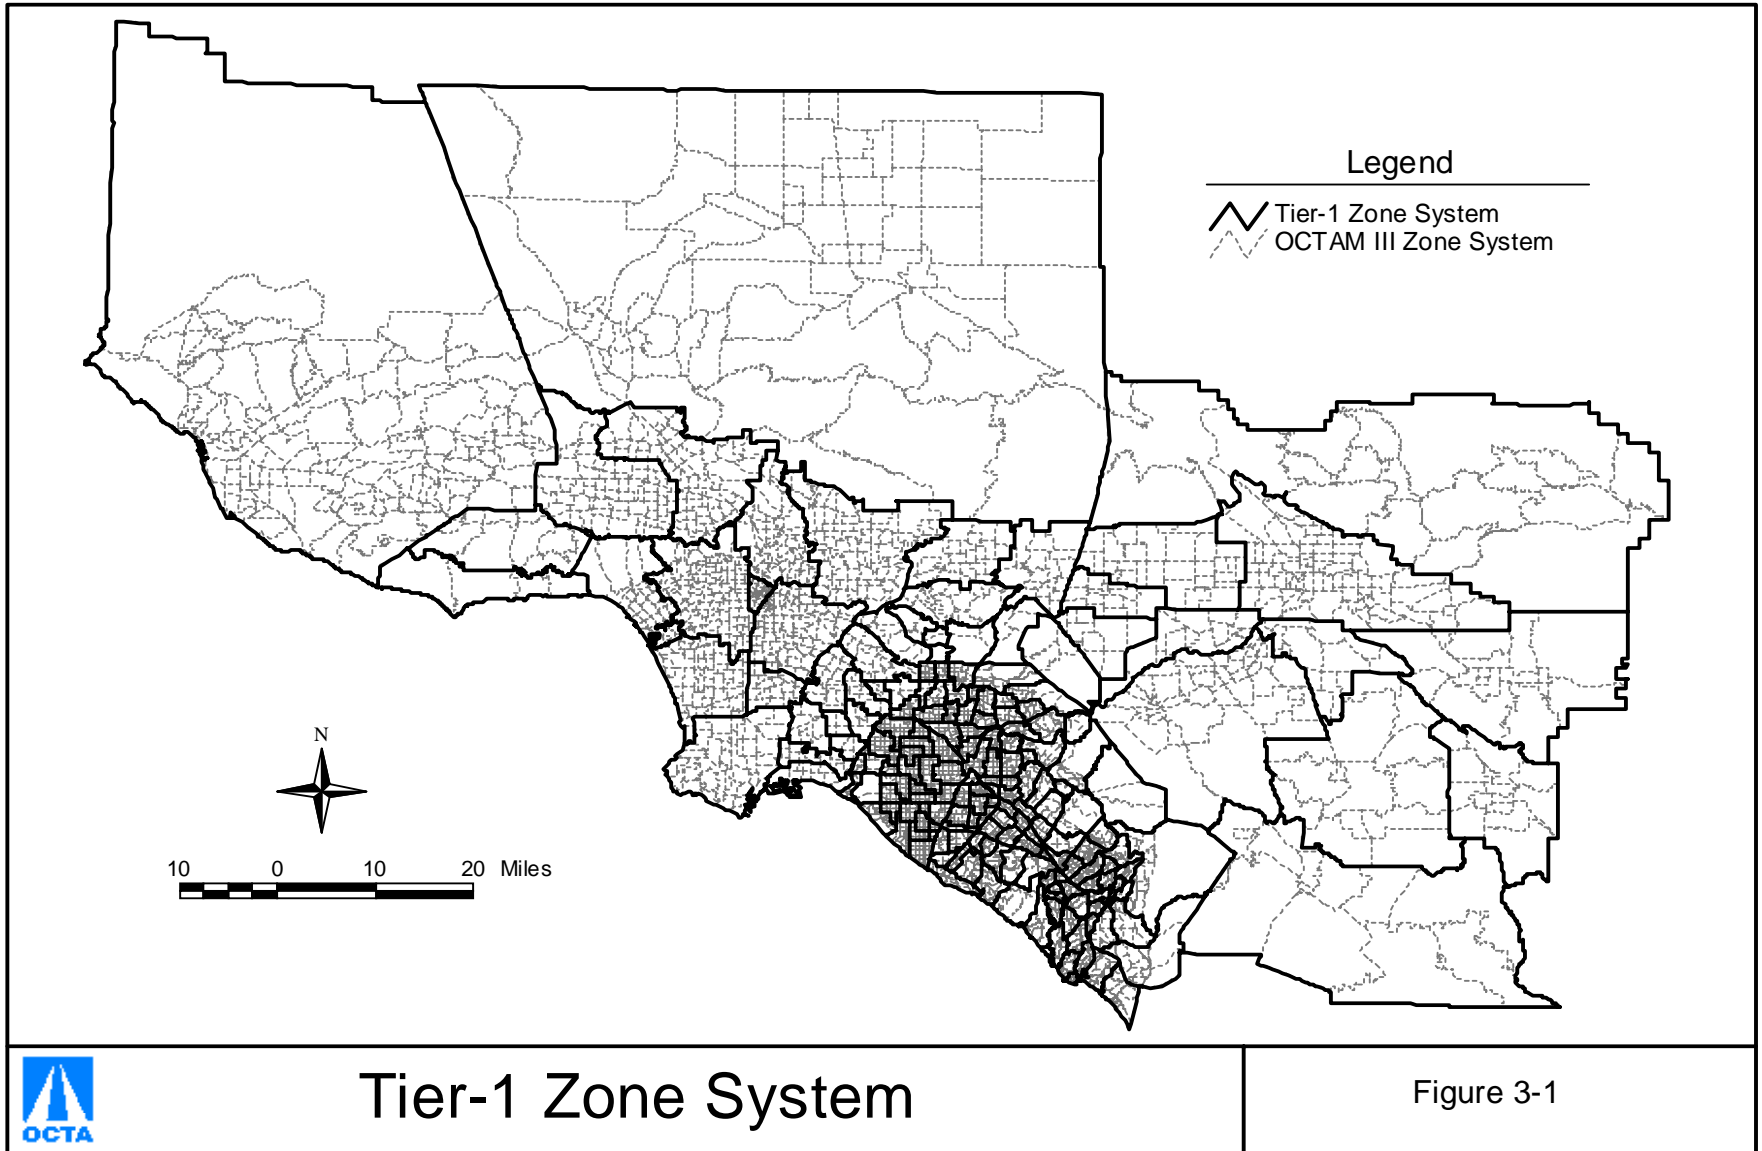 Legend
Tier-1 Zone System
OCTAM III Zone System
N
10 0 10 20 Miles
OCTA
Tier-1 Zone System
Figure 3-1